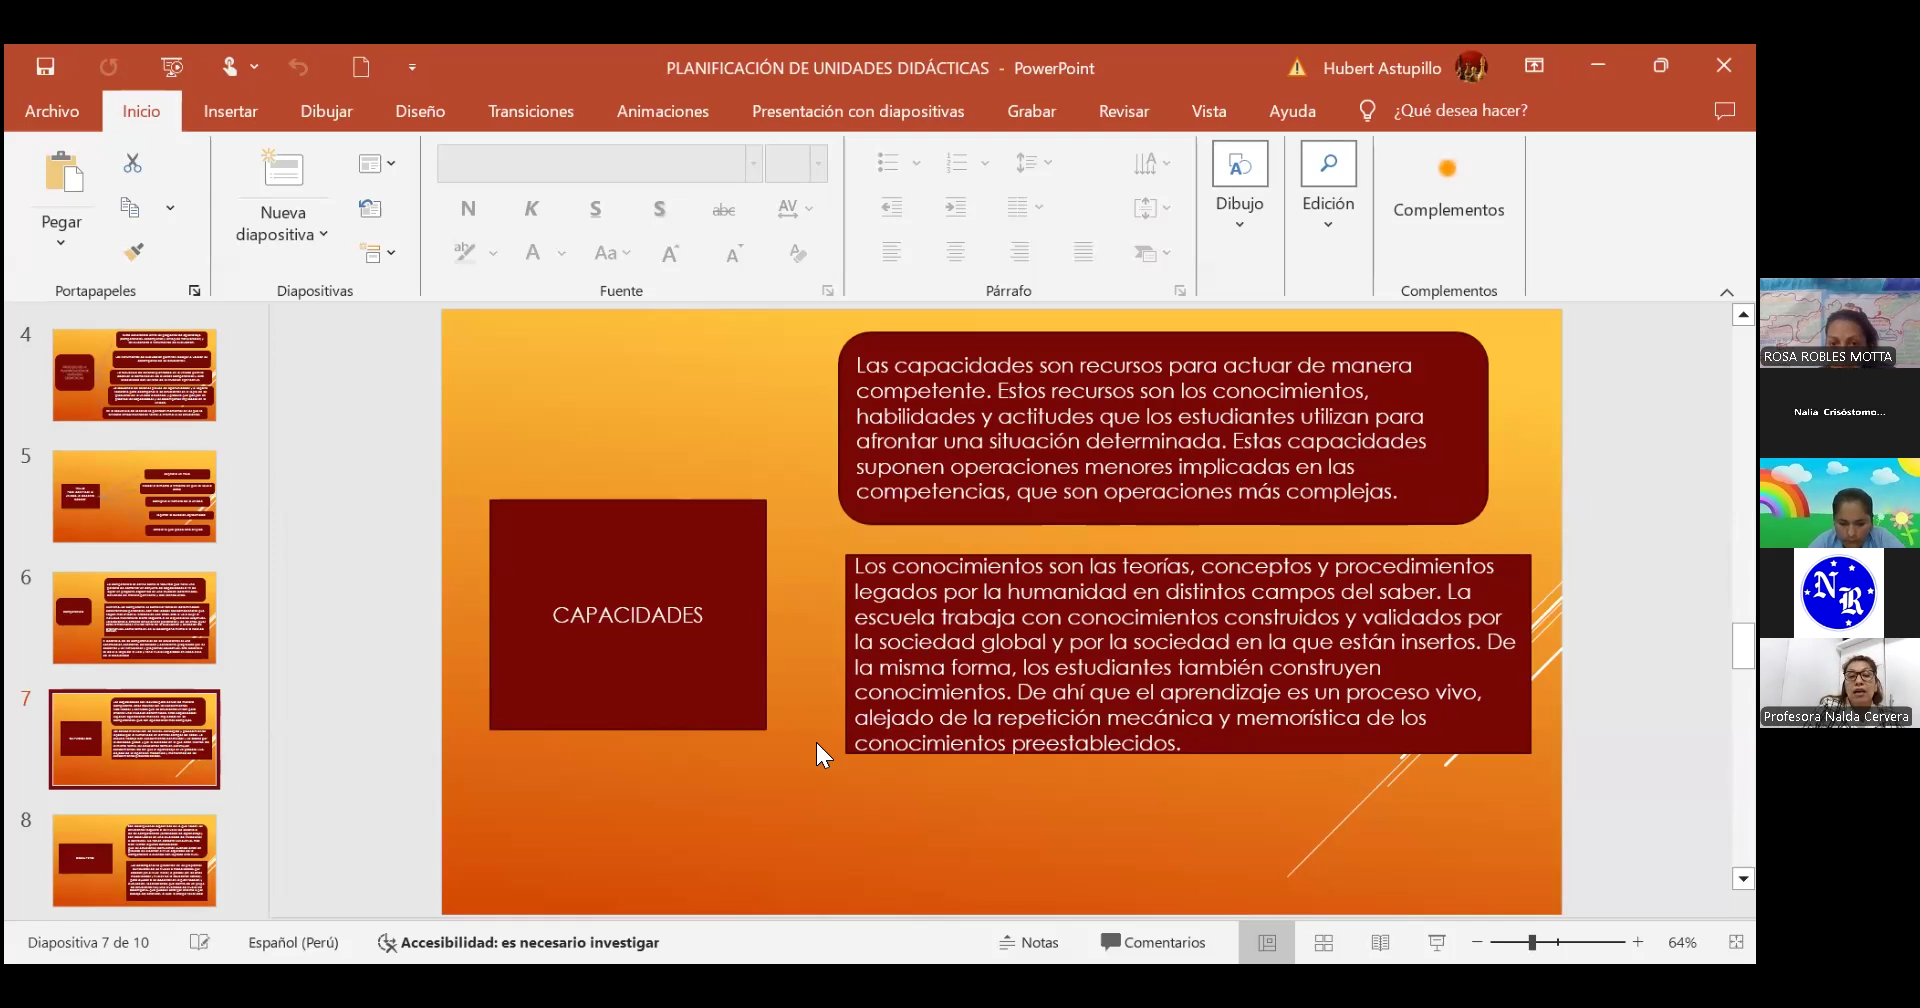 PLANIFICACIÓN DE UNIDADES DIDÁCTICAS - PowerPoint
Hubert Astupillo
Archivo
Inicio
Insertar
Dibujar
Diseño
Transiciones
Animaciones
Presentación con diapositivas
Grabar
Revisar
Vista
Ayuda
¿Qué desea hacer?
Pegar
Nueva
diapositiva
N K S S abc AV
A Aa A A
Dibujo
Edición
Complementos
Portapapeles
Diapositivas
Fuente
Párrafo
Complementos
4
5
6
7
8
CAPACIDADES
Las capacidades son recursos para actuar de manera
competente. Estos recursos son los conocimientos,
habilidades y actitudes que los estudiantes utilizan para
afrontar una situación determinada. Estas capacidades
suponen operaciones menores implicadas en las
competencias, que son operaciones más complejas.
Los conocimientos son las teorías, conceptos y procedimientos
legados por la humanidad en distintos campos del saber. La
escuela trabaja con conocimientos construidos y validados por
la sociedad global y por la sociedad en la que están insertos. De
la misma forma, los estudiantes también construyen
conocimientos. De ahí que el aprendizaje es un proceso vivo,
alejado de la repetición mecánica y memorística de los
conocimientos preestablecidos.
ROSA ROBLES MOTTA
Nalia Crisóstomo...
N R
Profesora Nalda Cervera
Diapositiva 7 de 10
Español (Perú)
Accesibilidad: es necesario investigar
Notas
Comentarios
64%